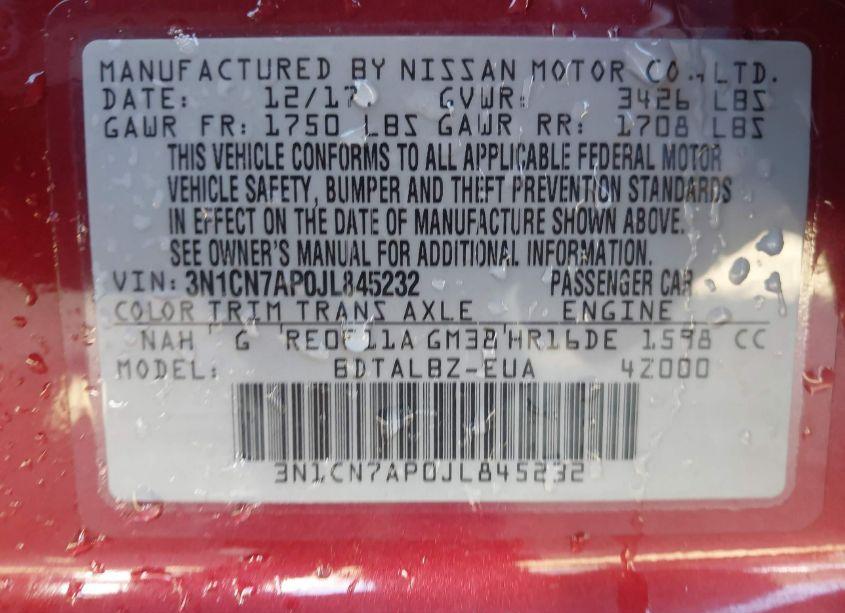 MANUFACTURED BY NISSAN MOTOR CO., LTD.
DATE: 12/17 GVWR: 3426 LBS
GAWR FR: 1750 LBS GAWR RR: 1708 LBS
THIS VEHICLE CONFORMS TO ALL APPLICABLE FEDERAL MOTOR
VEHICLE SAFETY, BUMPER AND THEFT PREVENTION STANDARDS
IN EFFECT ON THE DATE OF MANUFACTURE SHOWN ABOVE.
SEE OWNER'S MANUAL FOR ADDITIONAL INFORMATION.
VIN: 3N1CN7AP0JL845232 PASSENGER CAR
COLOR TRIM TRANS AXLE ENGINE
NAH G RE0F11A GM38 HR16DE 1598 CC
MODEL: BDTALBZ-EUA 4Z000
3N1CN7AP0JL845232